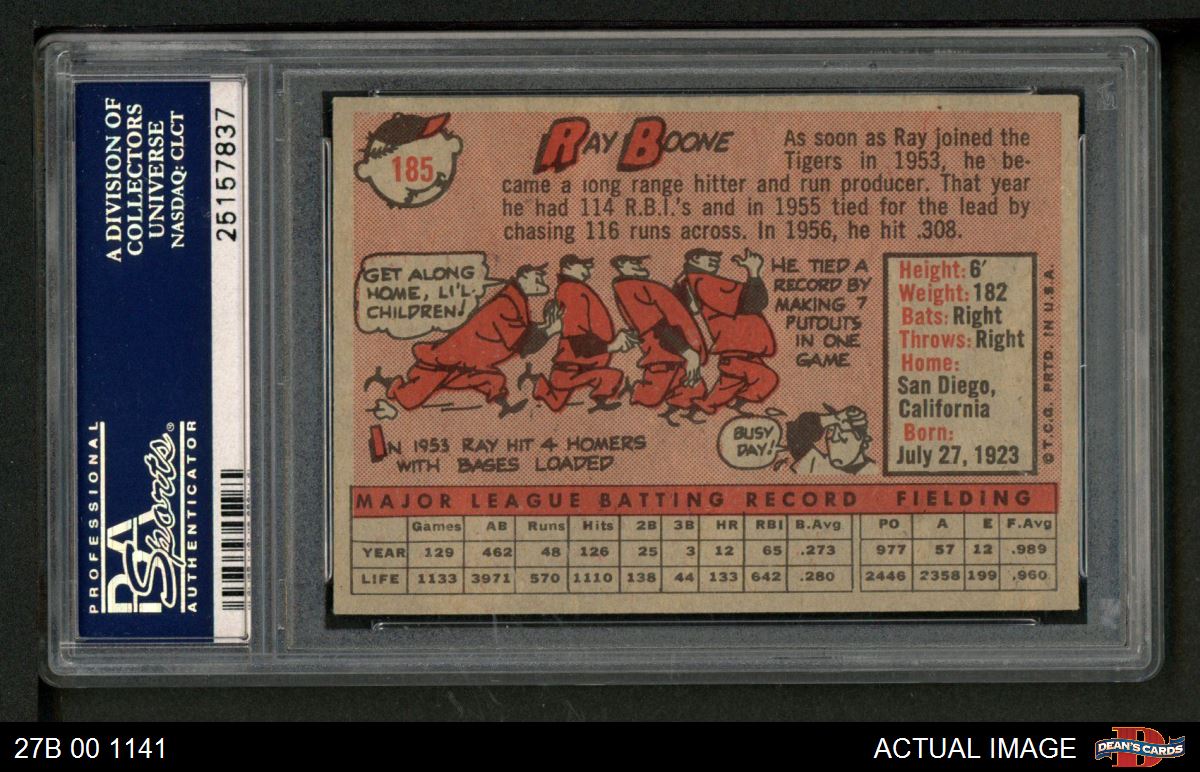 A DIVISION OF
COLLECTORS
UNIVERSE
NASDAQ: CLCT
25157837
PROFESSIONAL
PSA
Sports®
AUTHENTICATOR
185
RAY BOONE
As soon as Ray joined the
Tigers in 1953, he be-
came a long range hitter and run producer. That year
he had 114 R.B.I.'s and in 1955 tied for the lead by
chasing 116 runs across. In 1956, he hit .308.
GET ALONG
HOME, LI'L
CHILDREN!
HE TIED A
RECORD BY
MAKING 7
PUTOUTS
IN ONE
GAME
IN 1953 RAY HIT 4 HOMERS
WITH BASES LOADED
BUSY
DAY!
Height: 6'
Weight: 182
Bats: Right
Throws: Right
Home:
San Diego,
California
Born:
July 27, 1923
©T.C.G. PRTD. IN U.S.A.
MAJOR LEAGUE BATTING RECORD FIELDING
Games AB Runs Hits 2B 3B HR RBI B.Avg PO A E F.Avg
YEAR 129 462 48 126 25 3 12 65 .273 977 57 12 .989
LIFE 1133 3971 570 1110 138 44 133 642 .280 2446 2358 199 .960
27B 00 1141
ACTUAL IMAGE
D
DEAN'S CARDS